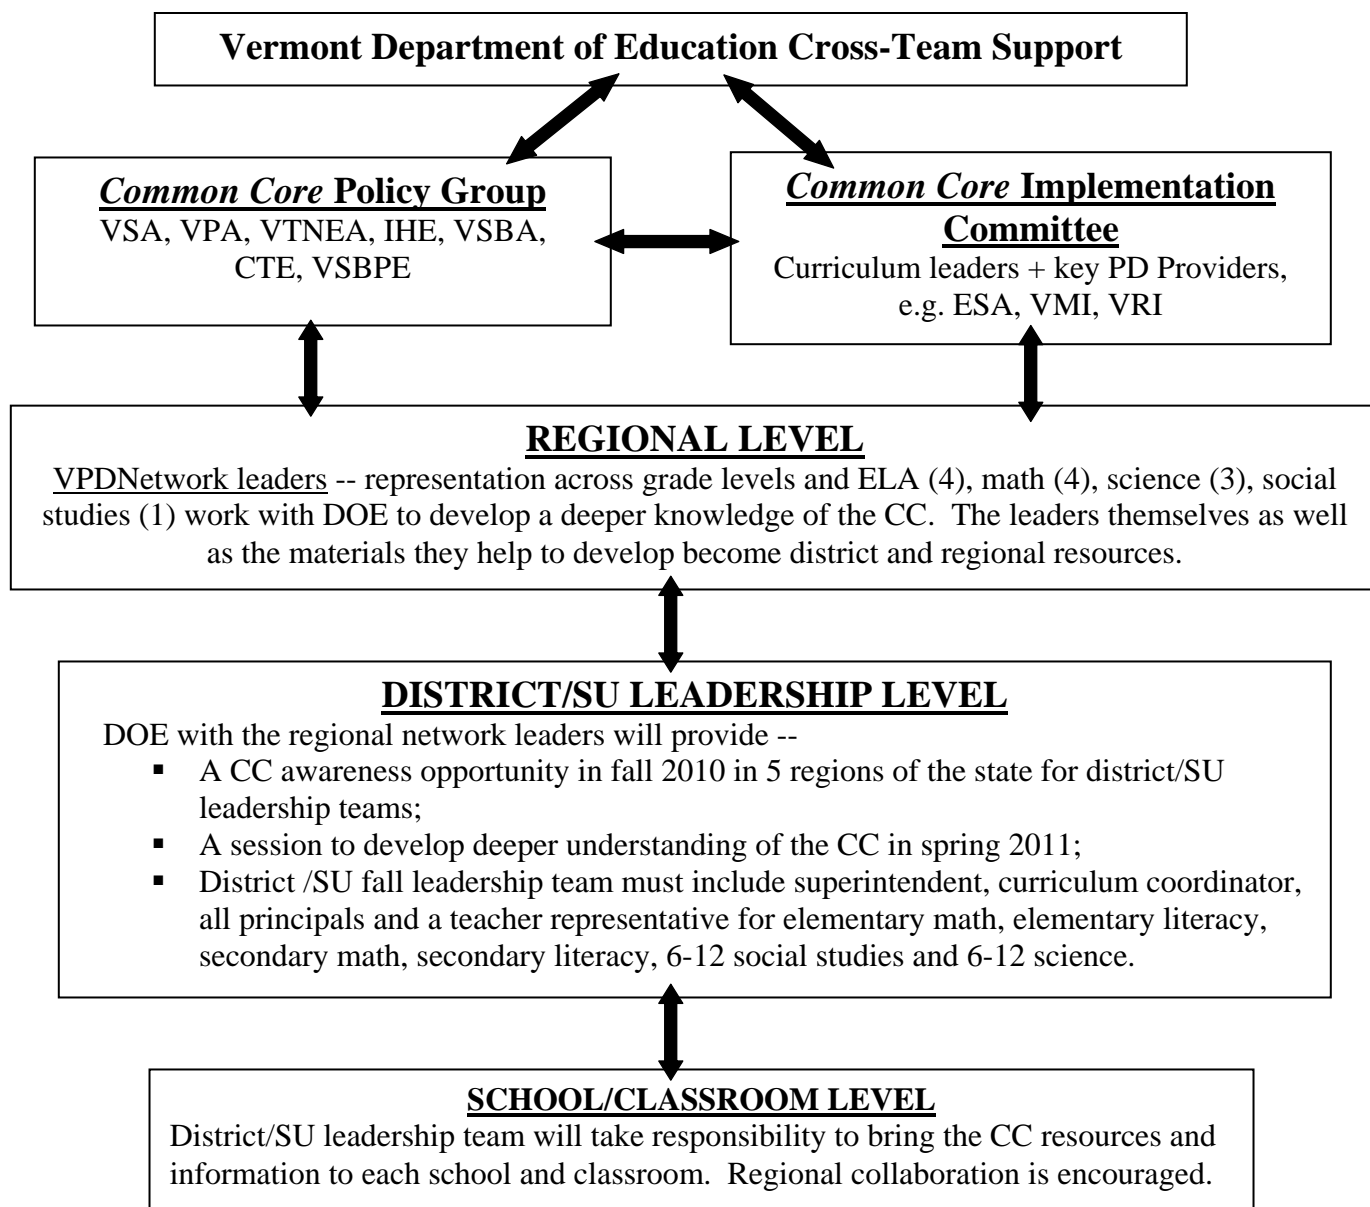 Vermont Department of Education Cross-Team Support
Common Core Policy Group
VSA, VPA, VTNEA, IHE, VSBA,
CTE, VSBPE
Common Core Implementation
Committee
Curriculum leaders + key PD Providers,
e.g. ESA, VMI, VRI
REGIONAL LEVEL
VPDNetwork leaders -- representation across grade levels and ELA (4), math (4), science (3), social
studies (1) work with DOE to develop a deeper knowledge of the CC.  The leaders themselves as well
as the materials they help to develop become district and regional resources.
DISTRICT/SU LEADERSHIP LEVEL
DOE with the regional network leaders will provide --
▪ A CC awareness opportunity in fall 2010 in 5 regions of the state for district/SU
leadership teams;
▪ A session to develop deeper understanding of the CC in spring 2011;
▪ District /SU fall leadership team must include superintendent, curriculum coordinator,
all principals and a teacher representative for elementary math, elementary literacy,
secondary math, secondary literacy, 6-12 social studies and 6-12 science.
SCHOOL/CLASSROOM LEVEL
District/SU leadership team will take responsibility to bring the CC resources and
information to each school and classroom.  Regional collaboration is encouraged.